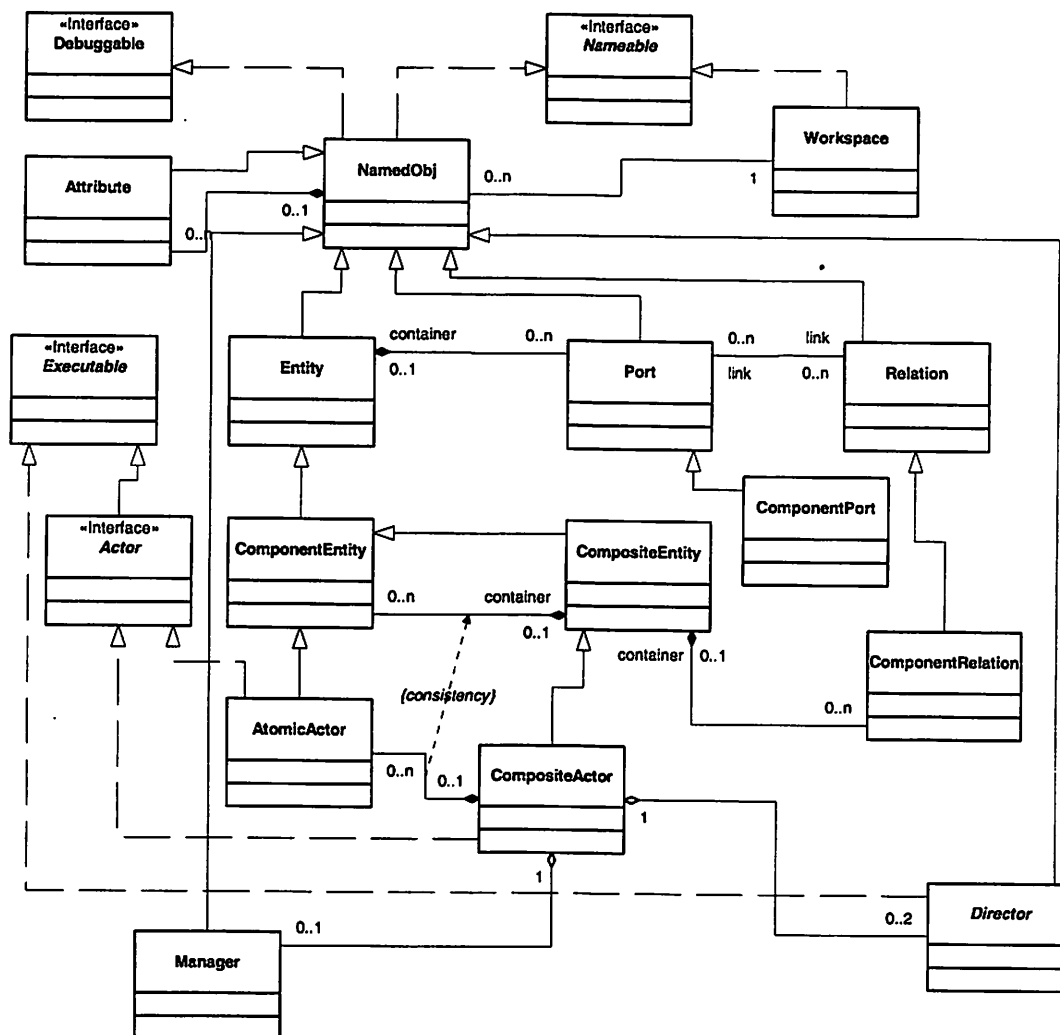 «Interface»
Debuggable
«Interface»
Nameable
Workspace
Attribute
NamedObj
0..n
1
0..1
0..n
«Interface»
Executable
container
0..n
0..n
link
Entity
0..1
Port
link
0..n
Relation
ComponentPort
«Interface»
Actor
ComponentEntity
CompositeEntity
0..n
container
0..1
container
0..1
ComponentRelation
{consistency}
0..n
AtomicActor
0..n
0..1
CompositeActor
1
1
0..1
0..2
Director
Manager